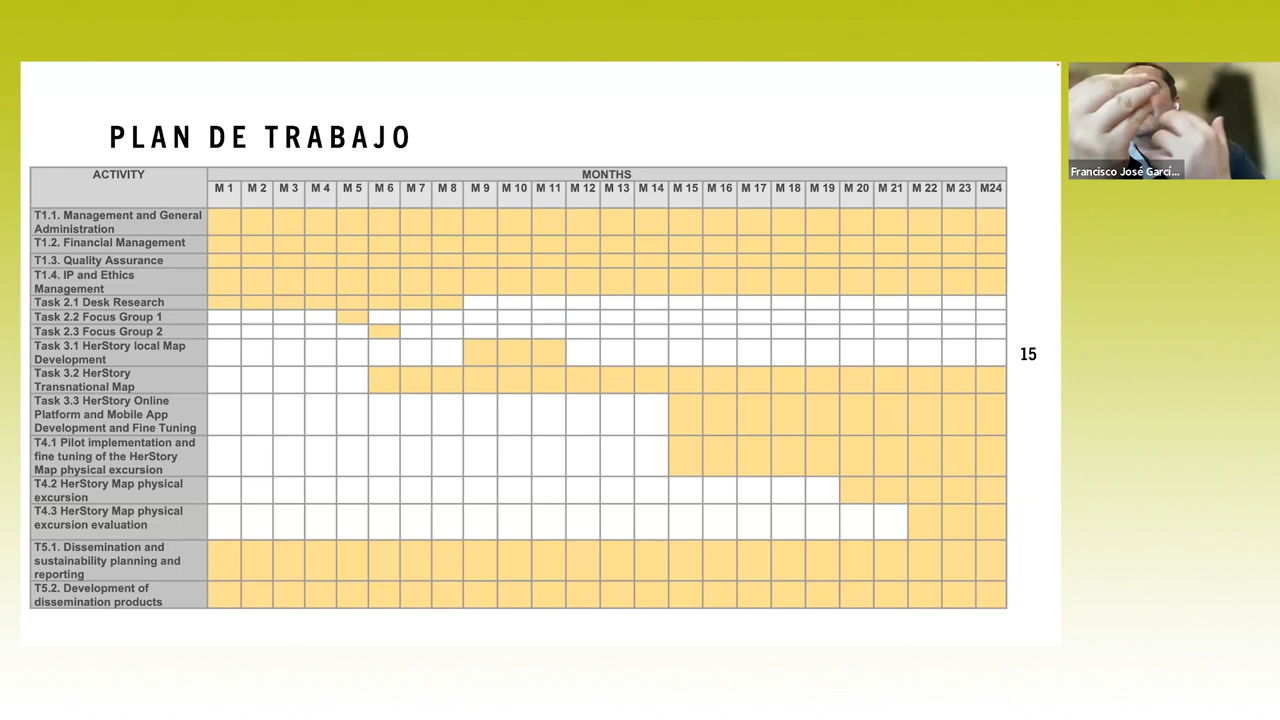 PLAN DE TRABAJO
ACTIVITY
MONTHS
M 1 M 2 M 3 M 4 M 5 M 6 M 7 M 8 M 9 M 10 M 11 M 12 M 13 M 14 M 15 M 16 M 17 M 18 M 19 M 20 M 21 M 22 M 23 M24
T1.1. Management and General
Administration
T1.2. Financial Management
T1.3. Quality Assurance
T1.4. IP and Ethics
Management
Task 2.1 Desk Research
Task 2.2 Focus Group 1
Task 2.3 Focus Group 2
Task 3.1 HerStory local Map
Development
Task 3.2 HerStory
Transnational Map
Task 3.3 HerStory Online
Platform and Mobile App
Development and Fine Tuning
T4.1 Pilot implementation and
fine tuning of the HerStory
Map physical excursion
T4.2 HerStory Map physical
excursion
T4.3 HerStory Map physical
excursion evaluation
T5.1. Dissemination and
sustainability planning and
reporting
T5.2. Development of
dissemination products
15
Francisco José Garcí...